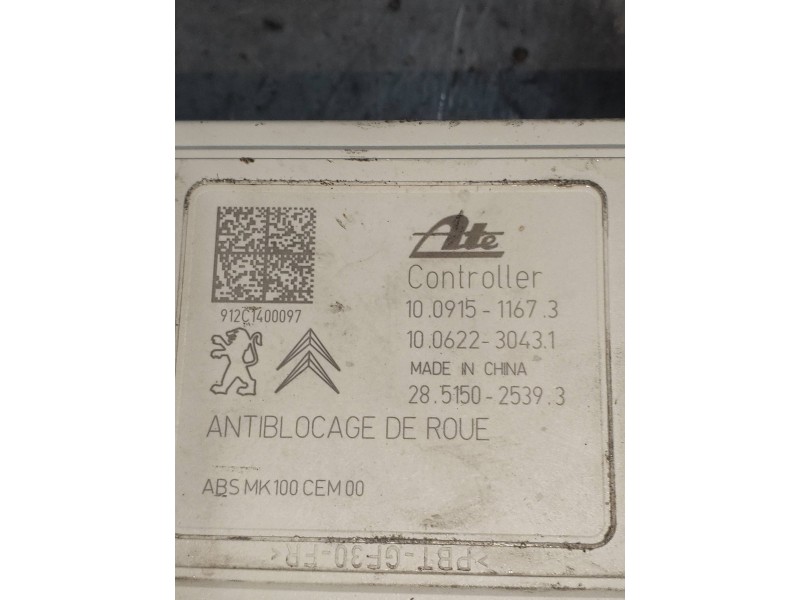 Ate
Controller
10.0915-1167.3
912C1400097
10.0622-3043.1
MADE IN CHINA
28.5150-2539.3
ANTIBLOCAGE DE ROUE
ABS MK100 CEM 00
>PBT-GF30-FR<